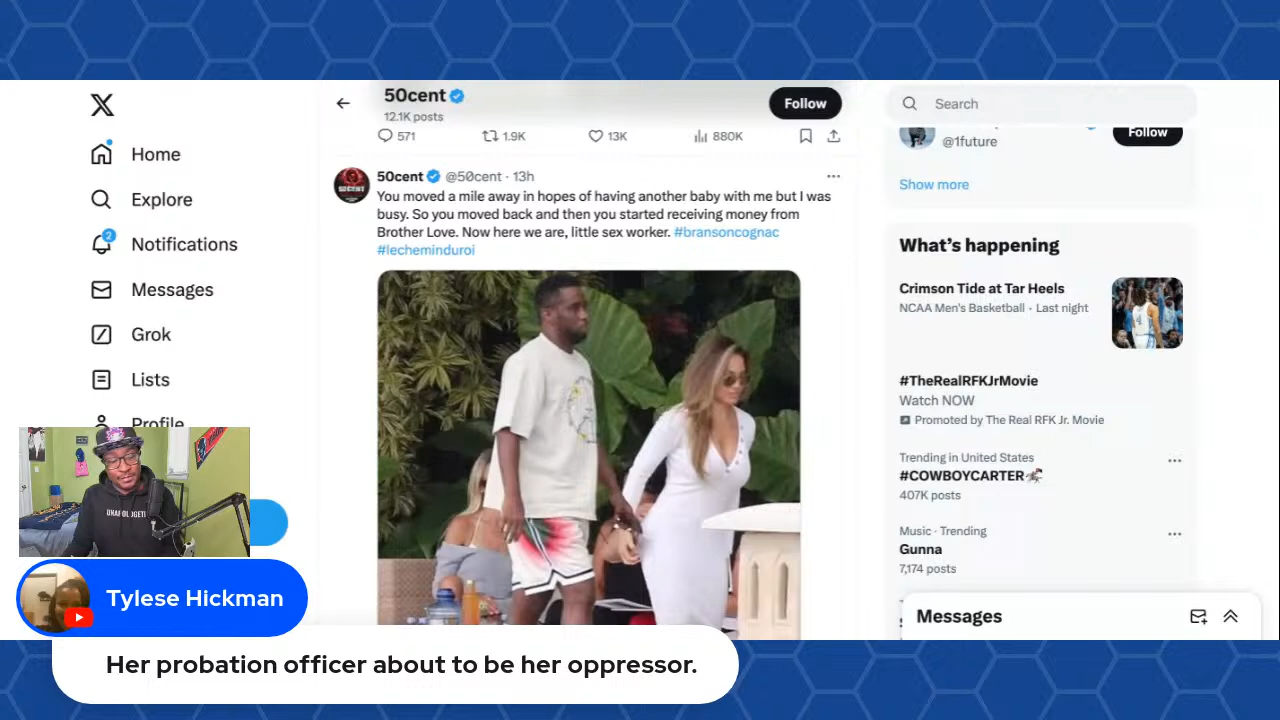 50cent
12.1K posts
Follow
571 1.9K 13K 880K
50cent @50cent · 13h
You moved a mile away in hopes of having another baby with me but I was
busy. So you moved back and then you started receiving money from
Brother Love. Now here we are, little sex worker. #bransoncognac
#lecheminduroi
Home
Explore
2
Notifications
Messages
Grok
Lists
Profile
Search
@1future
Follow
Show more
What's happening
Crimson Tide at Tar Heels
NCAA Men's Basketball · Last night
#TheRealRFKJrMovie
Watch NOW
Promoted by The Real RFK Jr. Movie
Trending in United States
#COWBOYCARTER
407K posts
Music · Trending
Gunna
7,174 posts
Messages
Tylese Hickman
Her probation officer about to be her oppressor.